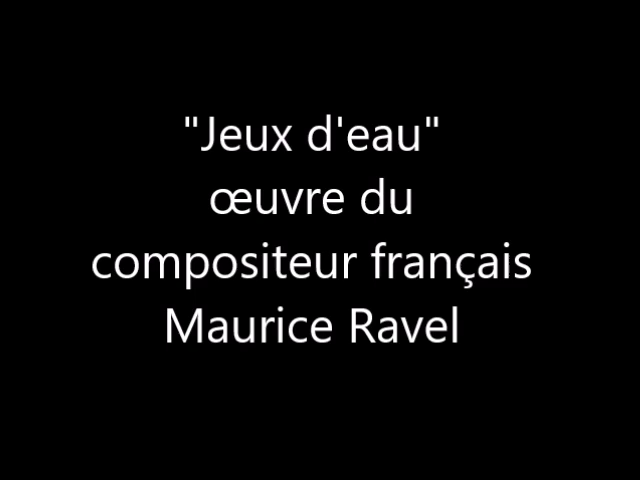 "Jeux d'eau"
œuvre du
compositeur français
Maurice Ravel